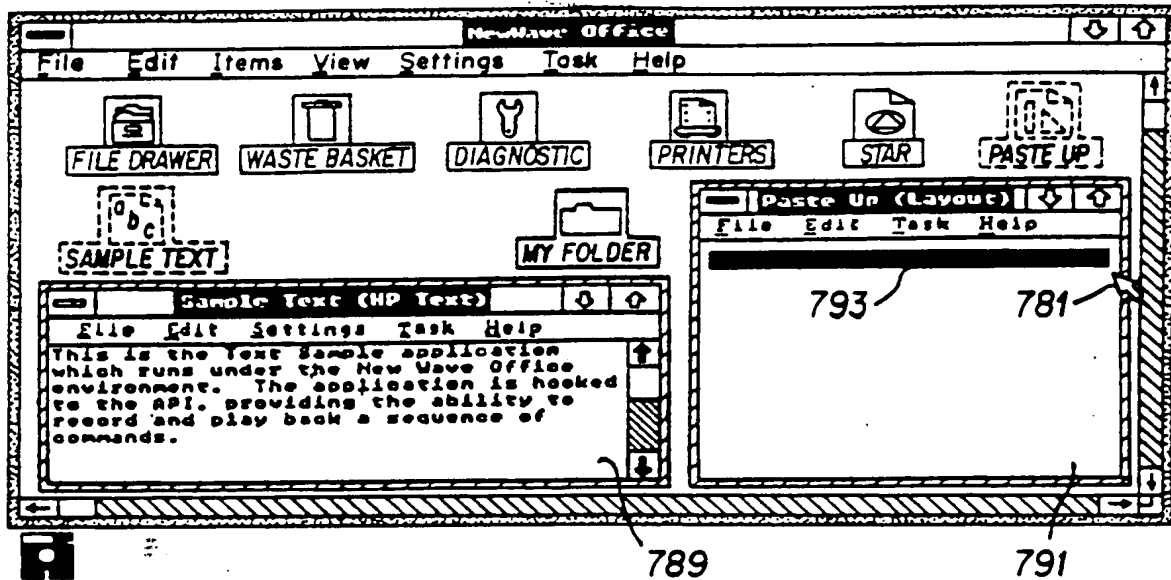 NewWave Office
File Edit Items View Settings Task Help
FILE DRAWER WASTE BASKET DIAGNOSTIC PRINTERS STAR PASTE UP
a b c
SAMPLE TEXT MY FOLDER
Paste Up (Layout)
File Edit Task Help
793 781
Sample Text (HP Text)
File Edit Settings Task Help
This is the Text Sample application
which runs under the New Wave Office
environment. The application is hooked
to the API, providing the ability to
record and play back a sequence of
commands.
789 791